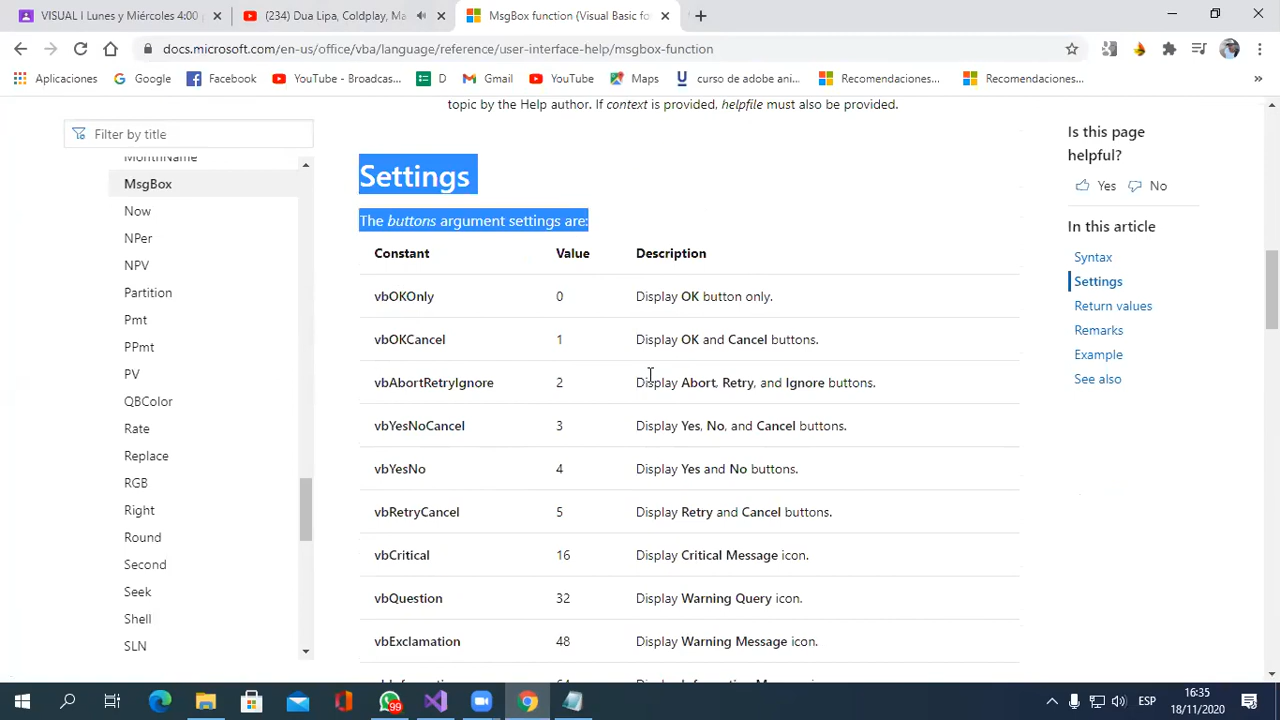 VISUAL I Lunes y Miércoles 4:00
(234) Dua Lipa, Coldplay, Ma
MsgBox function (Visual Basic fo
docs.microsoft.com/en-us/office/vba/language/reference/user-interface-help/msgbox-function
Aplicaciones
Google
Facebook
YouTube - Broadcas...
D
Gmail
YouTube
Maps
curso de adobe ani...
Recomendaciones...
Recomendaciones...
»
topic by the Help author. If context is provided, helpfile must also be provided.
Filter by title
MonthName
MsgBox
Now
NPer
NPV
Partition
Pmt
PPmt
PV
QBColor
Rate
Replace
RGB
Right
Round
Second
Seek
Shell
SLN
Settings
The buttons argument settings are:
Constant Value Description
vbOKOnly 0 Display OK button only.
vbOKCancel 1 Display OK and Cancel buttons.
vbAbortRetryIgnore 2 Display Abort, Retry, and Ignore buttons.
vbYesNoCancel 3 Display Yes, No, and Cancel buttons.
vbYesNo 4 Display Yes and No buttons.
vbRetryCancel 5 Display Retry and Cancel buttons.
vbCritical 16 Display Critical Message icon.
vbQuestion 32 Display Warning Query icon.
vbExclamation 48 Display Warning Message icon.
Is this page
helpful?
Yes No
In this article
Syntax
Settings
Return values
Remarks
Example
See also
99
ESP
16:35
18/11/2020